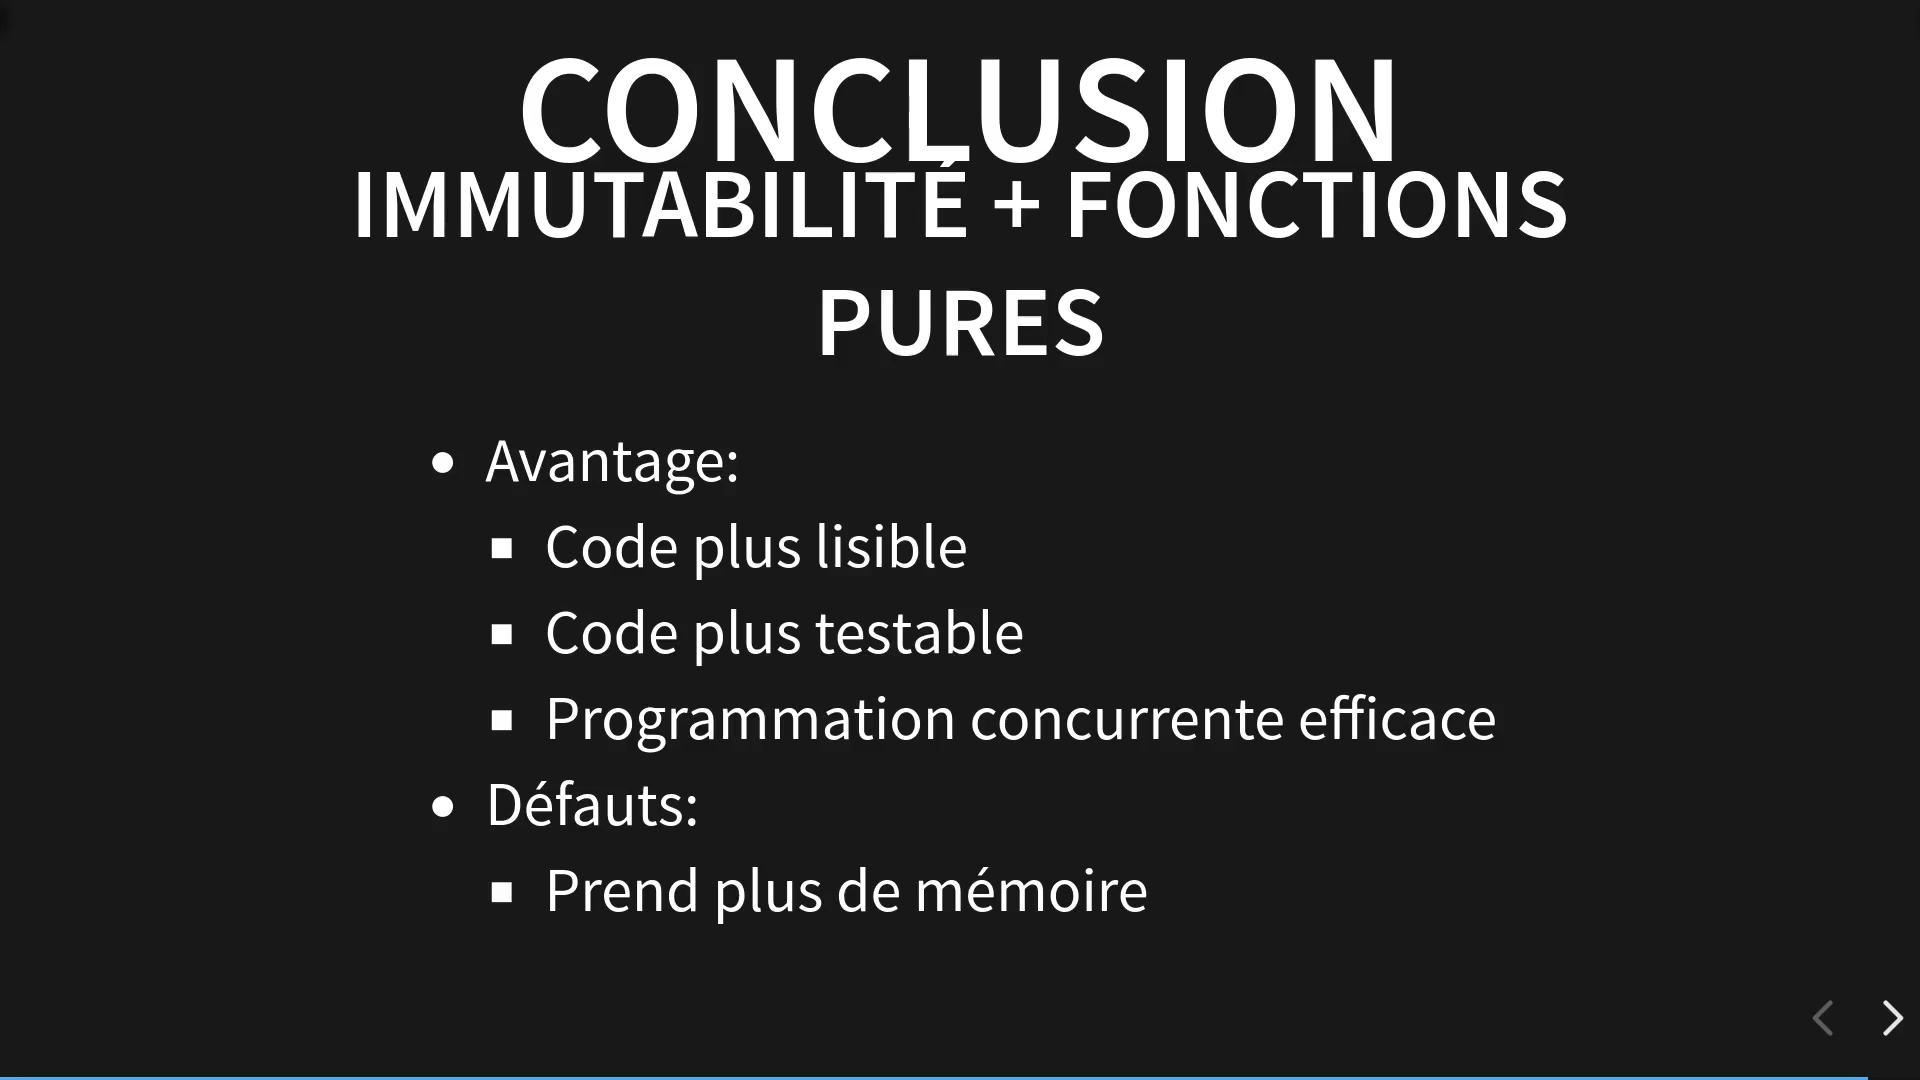 CONCLUSION
IMMUTABILITÉ + FONCTIONS
PURES
• Avantage:
▪ Code plus lisible
▪ Code plus testable
▪ Programmation concurrente efficace
• Défauts:
▪ Prend plus de mémoire